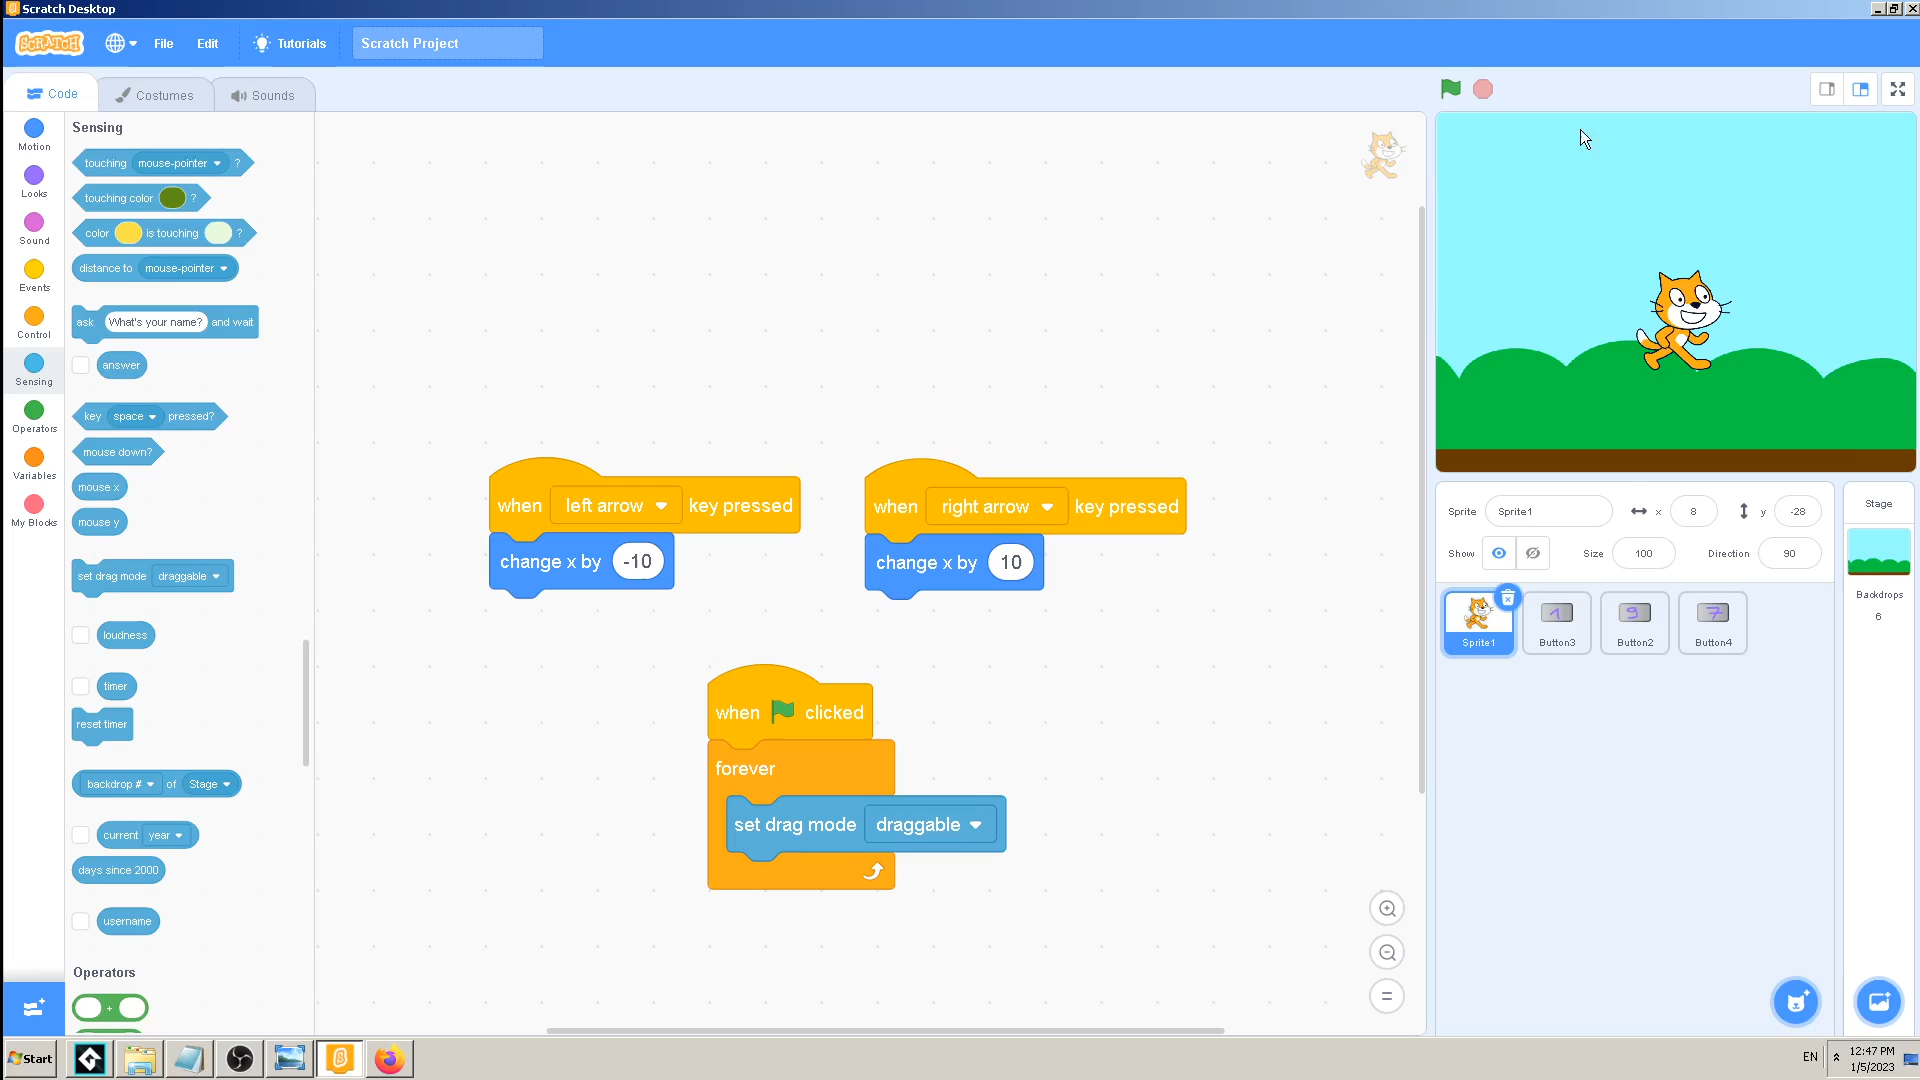 Scratch Desktop
SCRATCH
File
Edit
Tutorials
Scratch Project
Code
Costumes
Sounds
Motion
Looks
Sound
Events
Control
Sensing
Operators
Variables
My Blocks
Sensing
touching mouse-pointer ?
touching color ?
color is touching ?
distance to mouse-pointer
ask What's your name? and wait
answer
key space pressed?
mouse down?
mouse x
mouse y
set drag mode draggable
loudness
timer
reset timer
backdrop # of Stage
current year
days since 2000
username
Operators
+
when left arrow key pressed
change x by -10
when right arrow key pressed
change x by 10
when clicked
forever
set drag mode draggable
Sprite Sprite1 x 8 y -28
Show Size 100 Direction 90
Sprite1
1
Button3
9
Button2
7
Button4
Stage
Backdrops
6
Start
EN
12:47 PM
1/5/2023